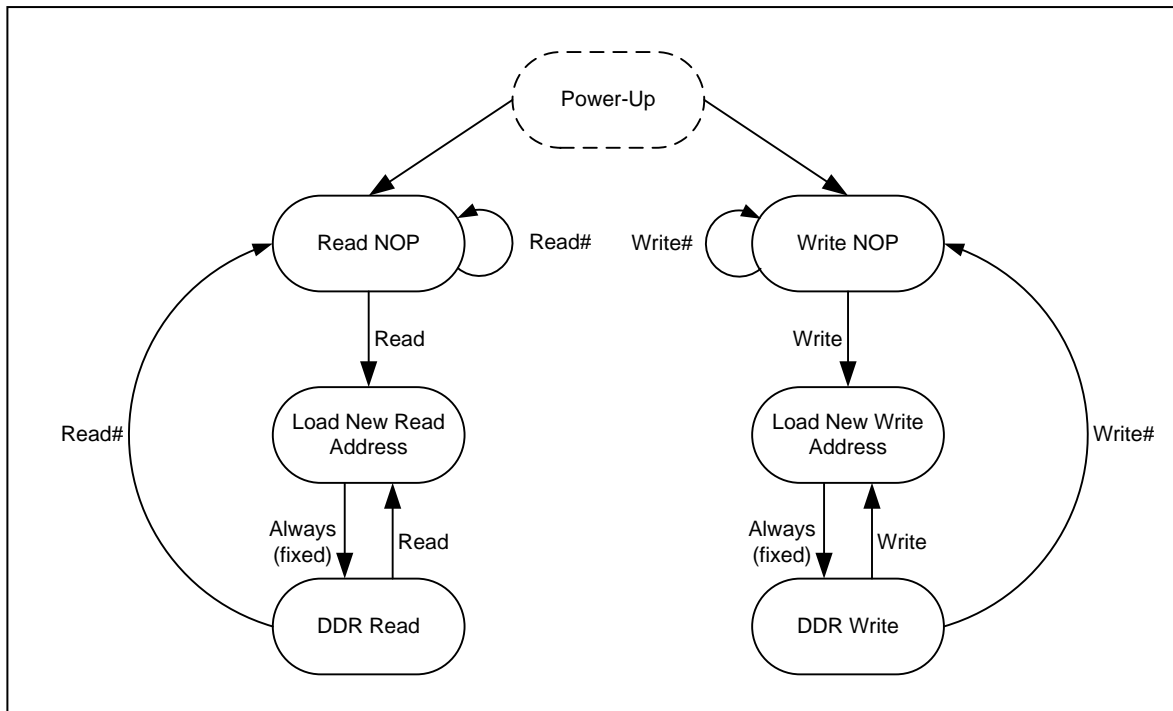 Power-Up
Read NOP
Read#
Write#
Write NOP
Read
Write
Load New Read
Address
Load New Write
Address
Read#
Write#
Always
(fixed)
Read
Always
(fixed)
Write
DDR Read
DDR Write